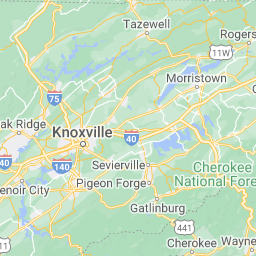 Tazewell
Rogers
11W
Morristown
75
ak Ridge
Knoxville
40
40
140
Sevierville
Cherokee
National Fore
enoir City
Pigeon Forge
Gatlinburg
441
Cherokee
Wayne